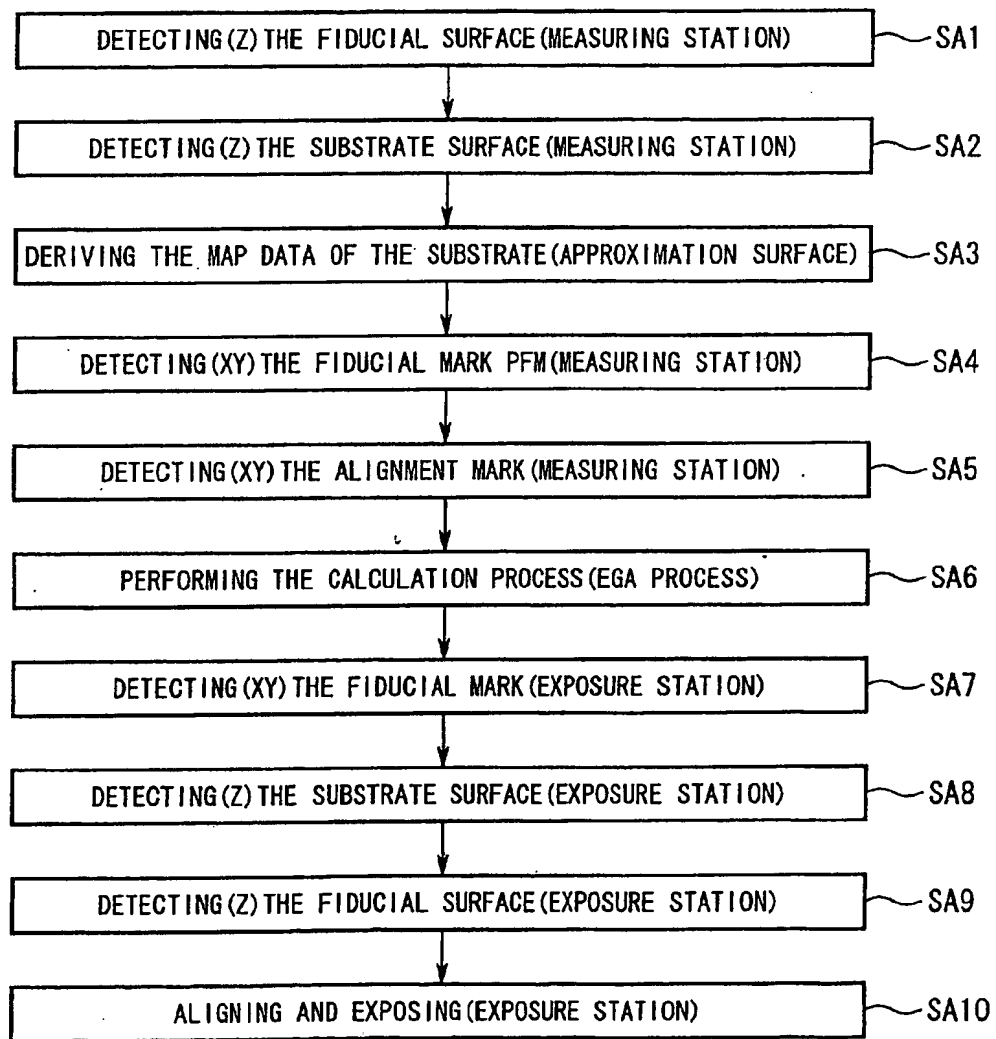 DETECTING(Z) THE FIDUCIAL SURFACE(MEASURING STATION) SA1
DETECTING(Z) THE SUBSTRATE SURFACE(MEASURING STATION) SA2
DERIVING THE MAP DATA OF THE SUBSTRATE(APPROXIMATION SURFACE) SA3
DETECTING(XY) THE FIDUCIAL MARK PFM(MEASURING STATION) SA4
DETECTING(XY) THE ALIGNMENT MARK(MEASURING STATION) SA5
PERFORMING THE CALCULATION PROCESS(EGA PROCESS) SA6
DETECTING(XY) THE FIDUCIAL MARK(EXPOSURE STATION) SA7
DETECTING(Z) THE SUBSTRATE SURFACE(EXPOSURE STATION) SA8
DETECTING(Z) THE FIDUCIAL SURFACE(EXPOSURE STATION) SA9
ALIGNING AND EXPOSING(EXPOSURE STATION) SA10